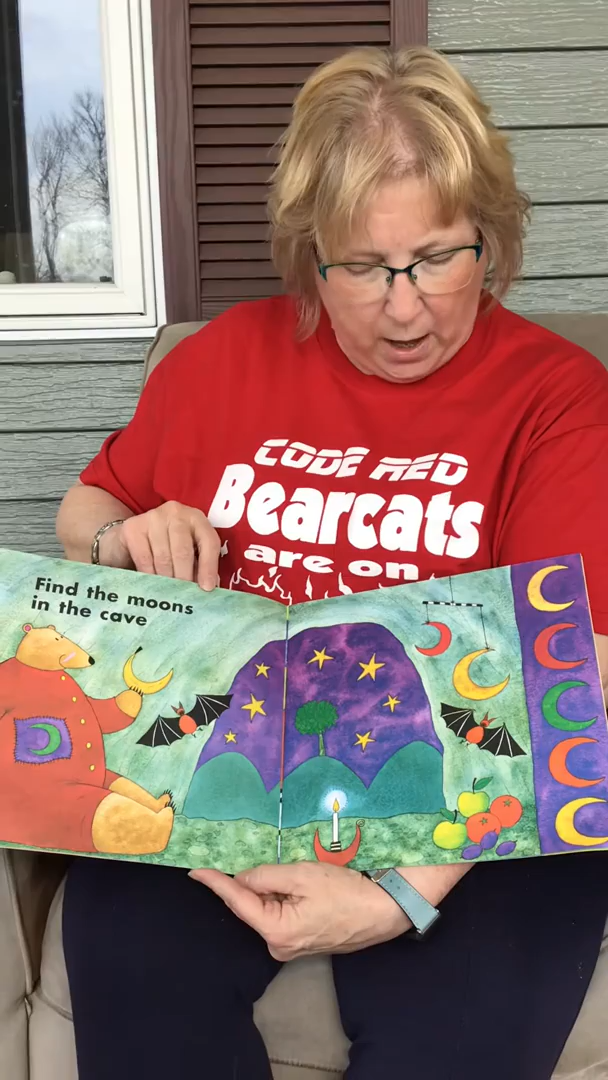 CODE RED
Bearcats
are on
Find the moons
in the cave